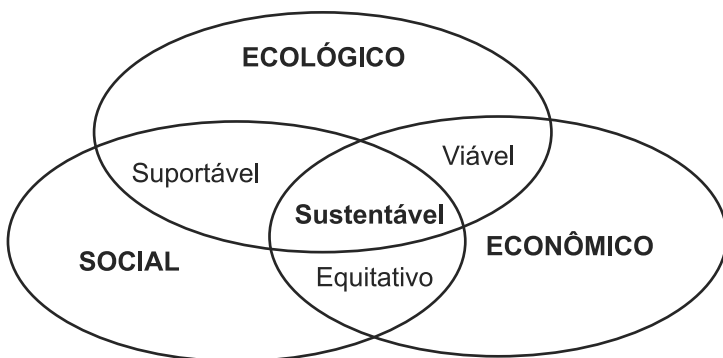 ECOLÓGICO
Viável
Suportável
Sustentável
ECONÔMICO
SOCIAL
Equitativo